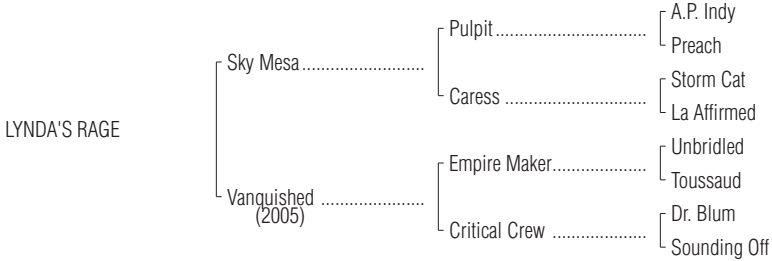 A.P. Indy
Pulpit..................................
Preach
Sky Mesa...........................
Storm Cat
Caress ................................
La Affirmed
LYNDA'S RAGE
Unbridled
Empire Maker.....................
Toussaud
Vanquished .......................
(2005)
Dr. Blum
Critical Crew .....................
Sounding Off